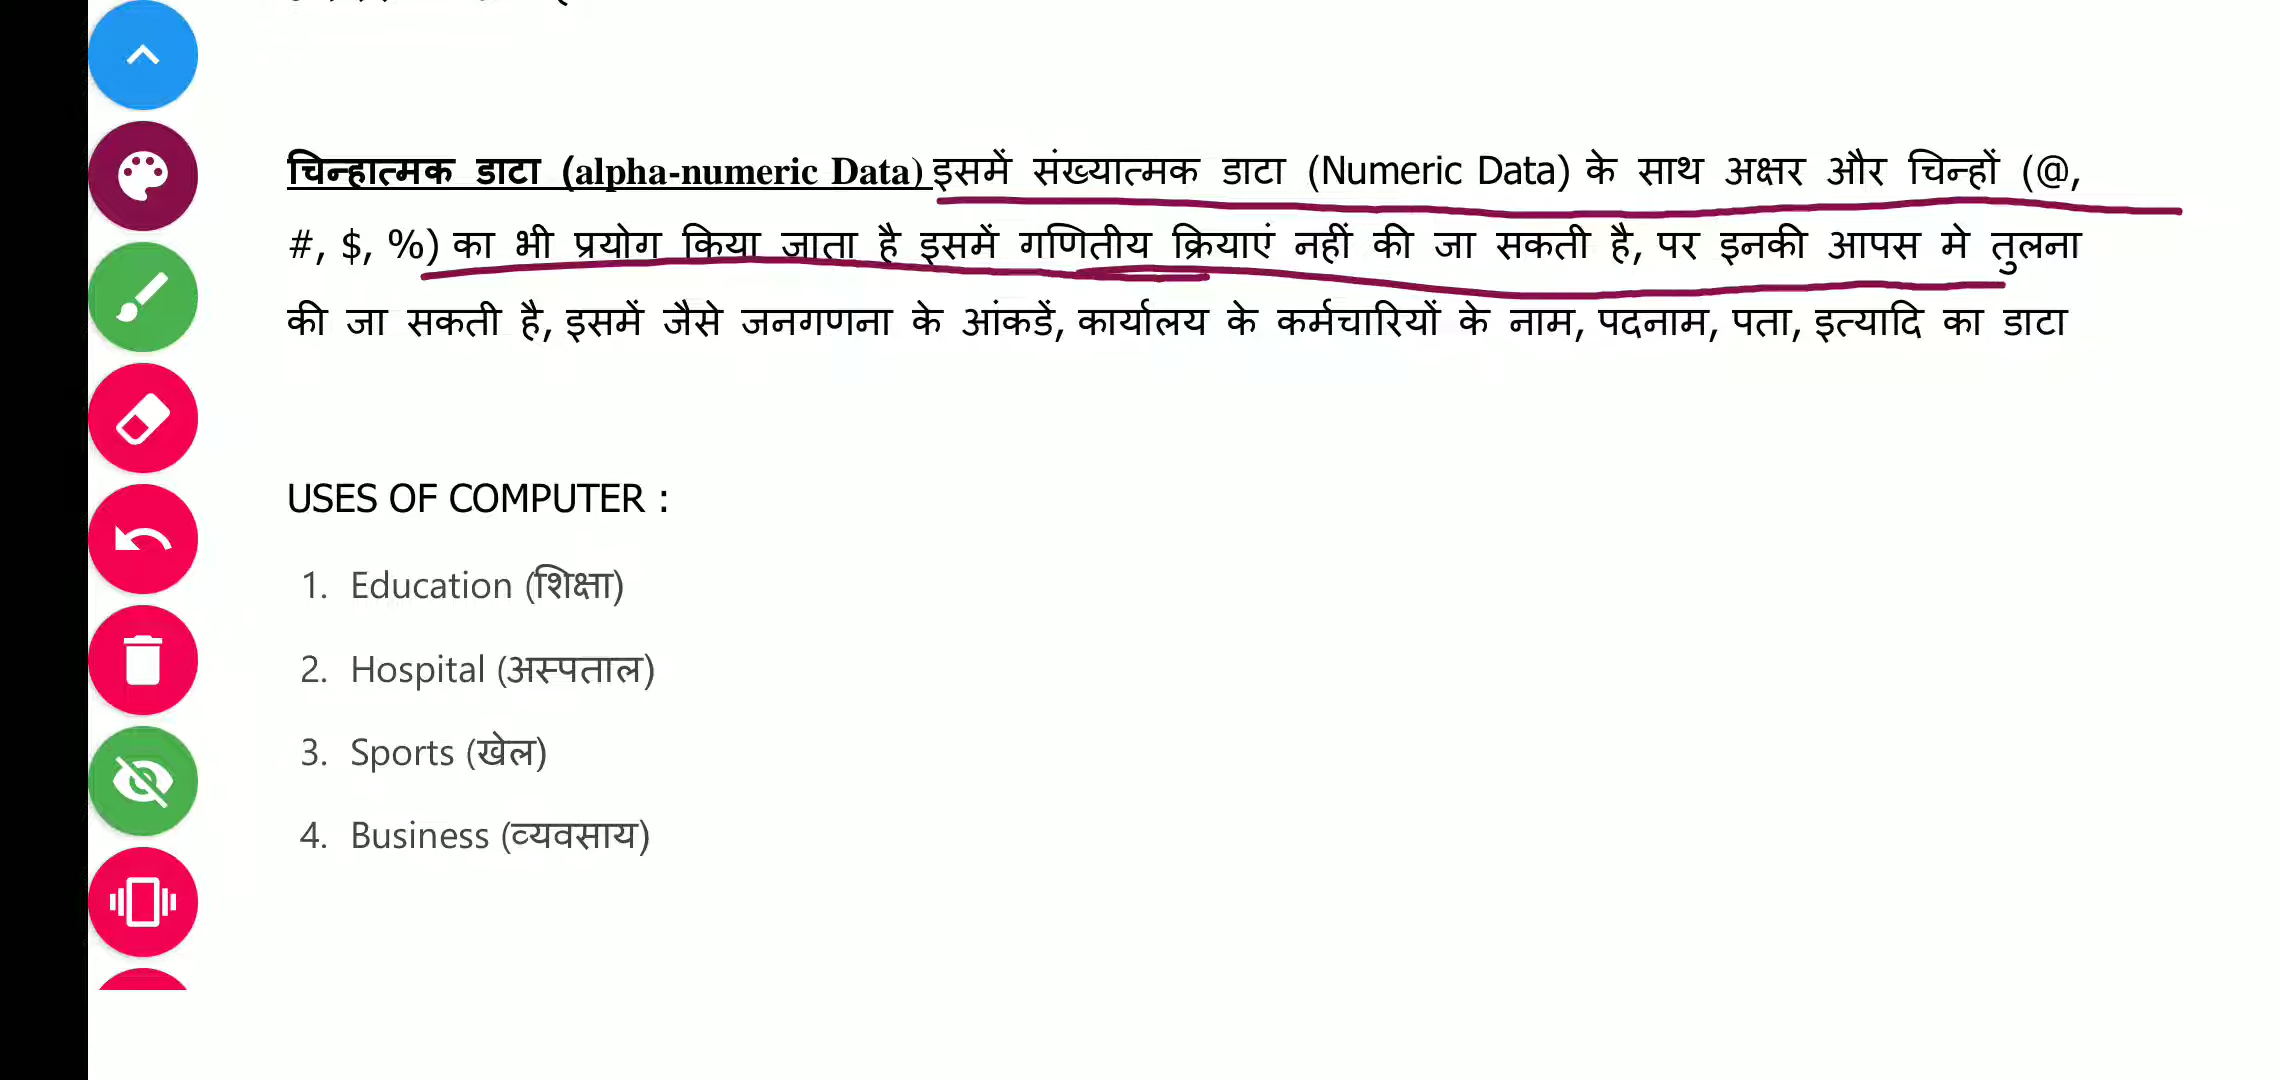 चिन्हात्मक डाटा (alpha-numeric Data) इसमें संख्यात्मक डाटा (Numeric Data) के साथ अक्षर और चिन्हों (@,
#, $, %) का भी प्रयोग किया जाता है इसमें गणितीय क्रियाएं नहीं की जा सकती है, पर इनकी आपस मे तुलना
की जा सकती है, इसमें जैसे जनगणना के आंकडें, कार्यालय के कर्मचारियों के नाम, पदनाम, पता, इत्यादि का डाटा
USES OF COMPUTER :
1. Education (शिक्षा)
2. Hospital (अस्पताल)
3. Sports (खेल)
4. Business (व्यवसाय)